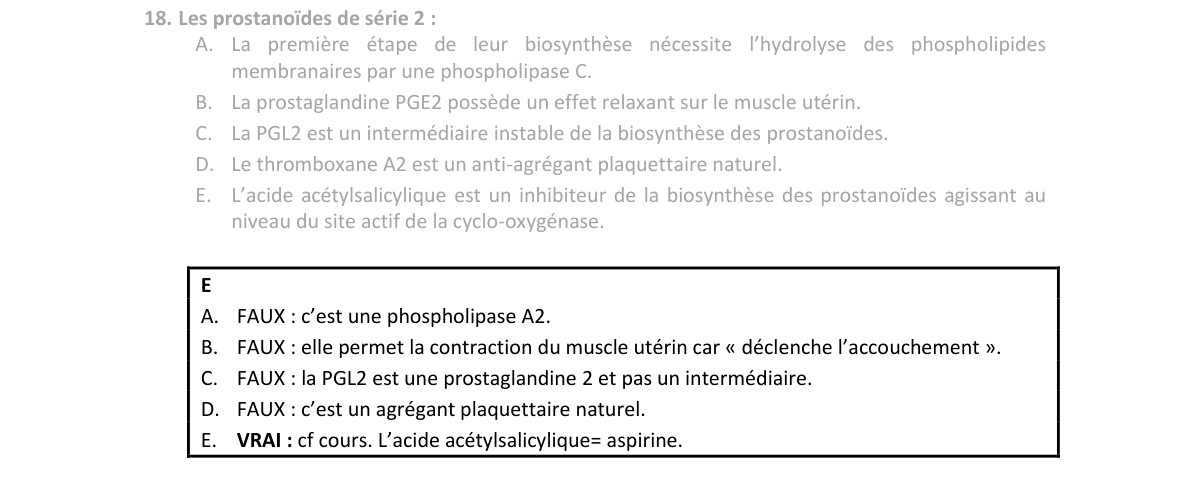 18. Les prostanoïdes de série 2 :
A. La première étape de leur biosynthèse nécessite l’hydrolyse des phospholipides
membranaires par une phospholipase C.
B. La prostaglandine PGE2 possède un effet relaxant sur le muscle utérin.
C. La PGL2 est un intermédiaire instable de la biosynthèse des prostanoïdes.
D. Le thromboxane A2 est un anti-agrégant plaquettaire naturel.
E. L’acide acétylsalicylique est un inhibiteur de la biosynthèse des prostanoïdes agissant au
niveau du site actif de la cyclo-oxygénase.
E
A. FAUX : c’est une phospholipase A2.
B. FAUX : elle permet la contraction du muscle utérin car « déclenche l’accouchement ».
C. FAUX : la PGL2 est une prostaglandine 2 et pas un intermédiaire.
D. FAUX : c’est un agrégant plaquettaire naturel.
E. VRAI : cf cours. L’acide acétylsalicylique= aspirine.